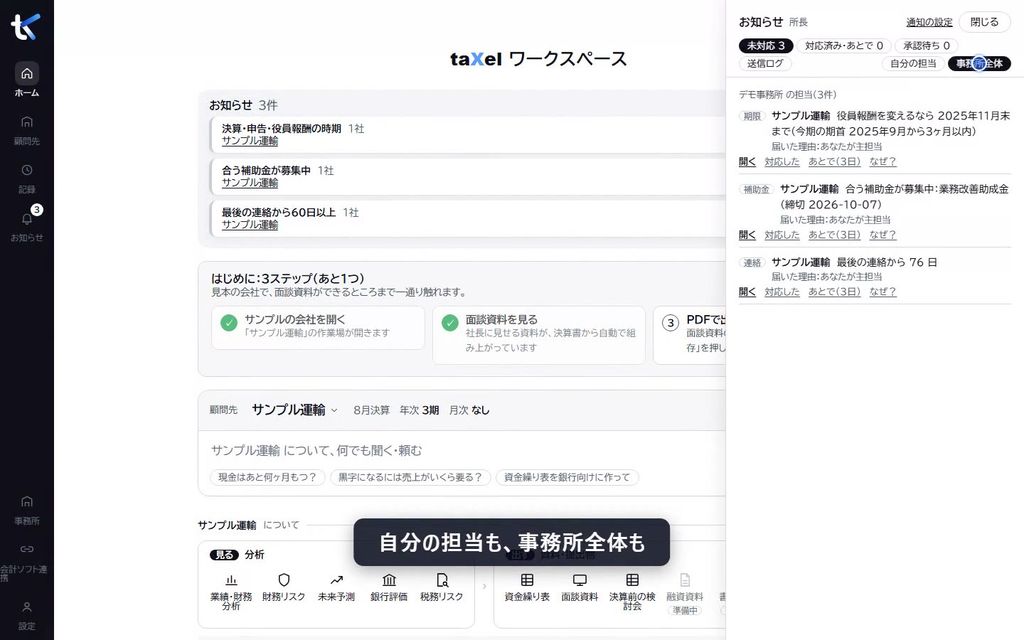 ホーム
顧問先
記録
3
お知らせ
事務所
会計ソフト連携
設定
taXel ワークスペース
お知らせ 3件
決算・申告・役員報酬の時期 1社
サンプル運輸
合う補助金が募集中 1社
サンプル運輸
最後の連絡から60日以上 1社
サンプル運輸
はじめに：3ステップ（あと1つ）
見本の会社で、面談資料ができるところまで一通り触れます。
サンプルの会社を開く
「サンプル運輸」の作業場が開きます
面談資料を見る
社長に見せる資料が、決算書から自動で組
み上がっています
3 PDFで出
面談資料の
存」を押し
顧問先 サンプル運輸 8月決算 年次 3期 月次 なし
サンプル運輸 について、何でも聞く・頼む
現金はあと何ヶ月もつ？ 黒字になるには売上がいくら要る？ 資金繰り表を銀行向けに作って
サンプル運輸 について
見る 分析
業績・財務分析 財務リスク 未来予測 銀行評価 税務リスク
資金繰り表 面談資料 決算前の検討会 融資資料
準備中
自分の担当も、事務所全体も
お知らせ 所長 通知の設定 閉じる
未対応 3 対応済み・あとで 0 承認待ち 0
送信ログ 自分の担当 事務所全体
デモ事務所 の担当（3件）
期限 サンプル運輸 役員報酬を変えるなら 2025年11月末
まで（今期の期首 2025年9月から3ヶ月以内）
届いた理由：あなたが主担当
開く 対応した あとで（3日） なぜ？
補助金 サンプル運輸 合う補助金が募集中：業務改善助成金
（締切 2026-10-07）
届いた理由：あなたが主担当
開く 対応した あとで（3日） なぜ？
連絡 サンプル運輸 最後の連絡から 76 日
届いた理由：あなたが主担当
開く 対応した あとで（3日） なぜ？